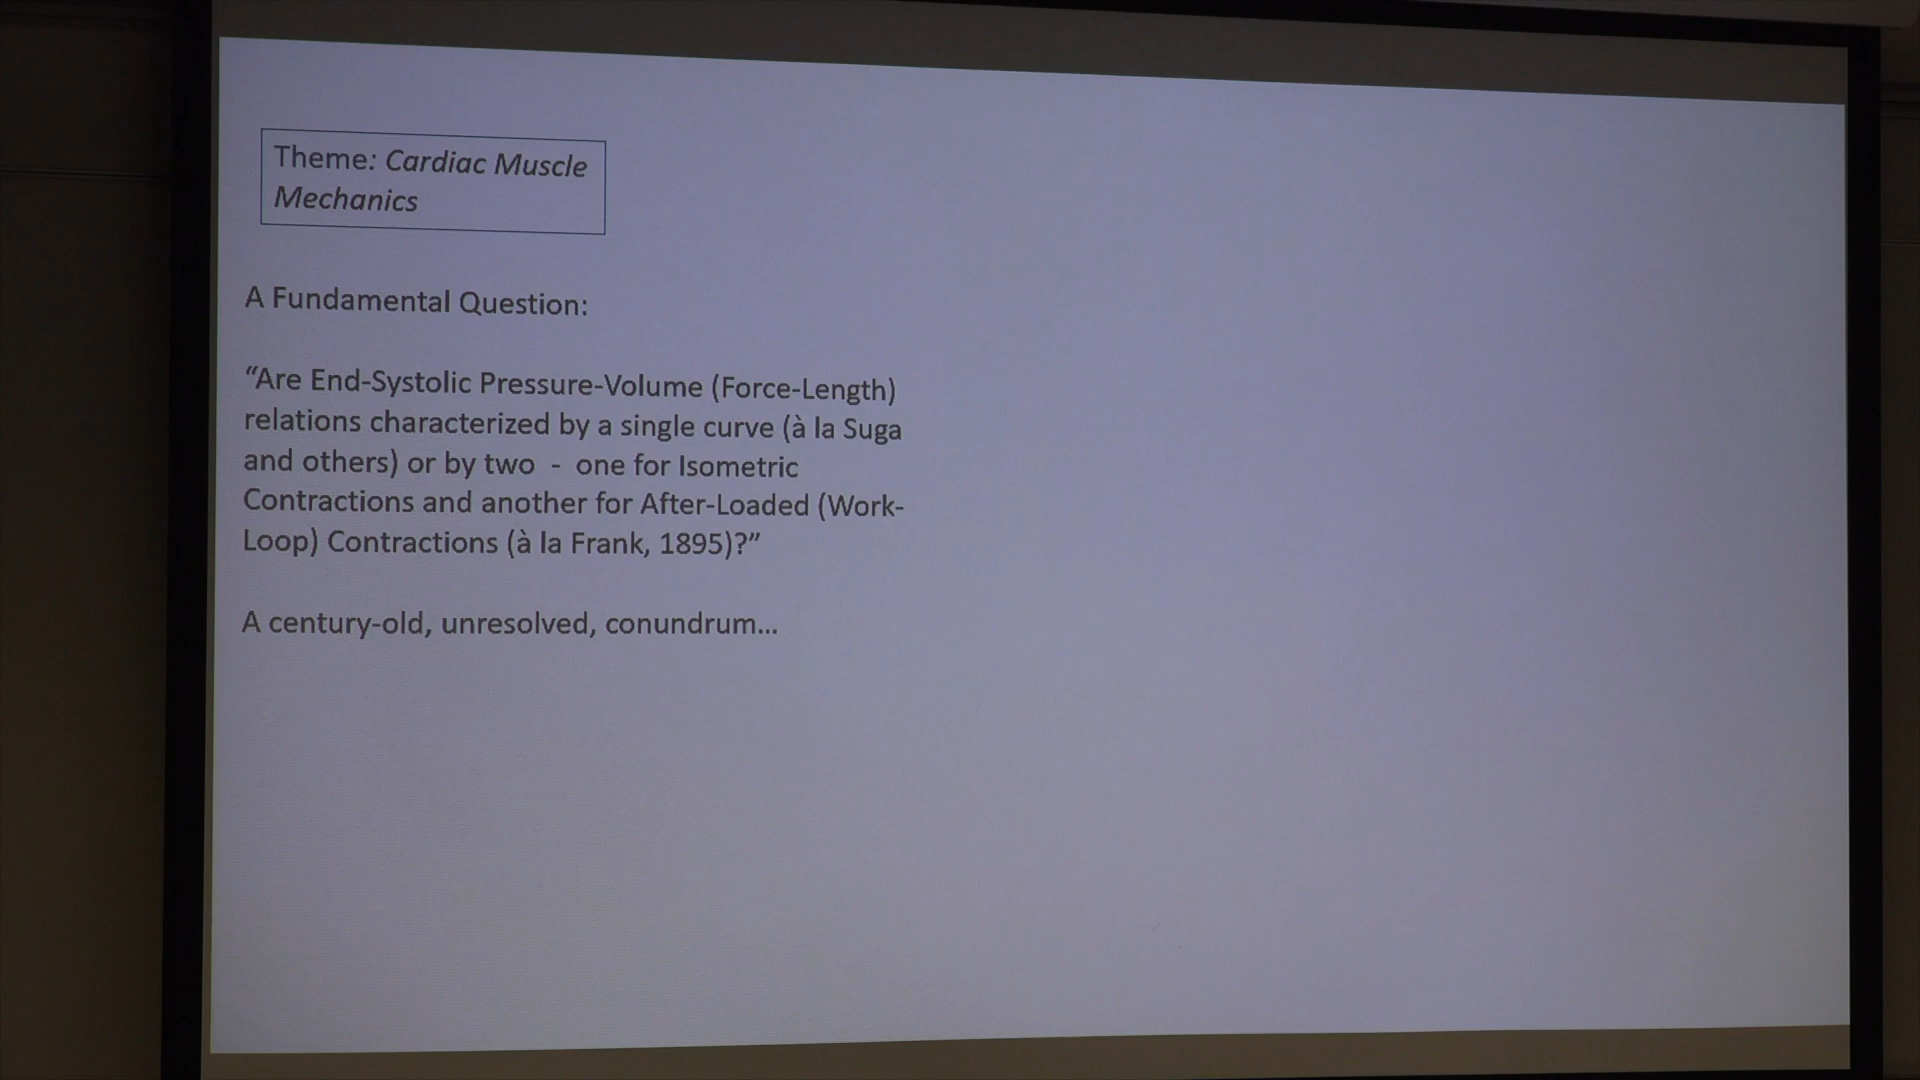 Theme: Cardiac Muscle
Mechanics
A Fundamental Question:
“Are End-Systolic Pressure-Volume (Force-Length)
relations characterized by a single curve (à la Suga
and others) or by two - one for Isometric
Contractions and another for After-Loaded (Work-
Loop) Contractions (à la Frank, 1895)?”
A century-old, unresolved, conundrum...